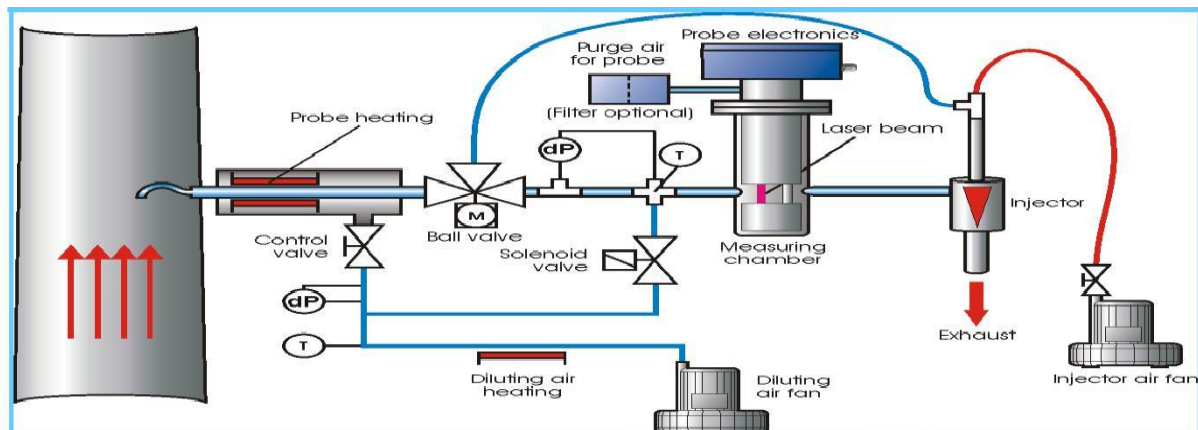 Probe electronics
Purge air
for probe
(Filter optional)
Probe heating
Laser beam
dP
T
M
Ball valve
Control
valve
Solenoid
valve
Measuring
chamber
Injector
dP
T
Exhaust
Diluting air
heating
Diluting
air fan
Injector air fan